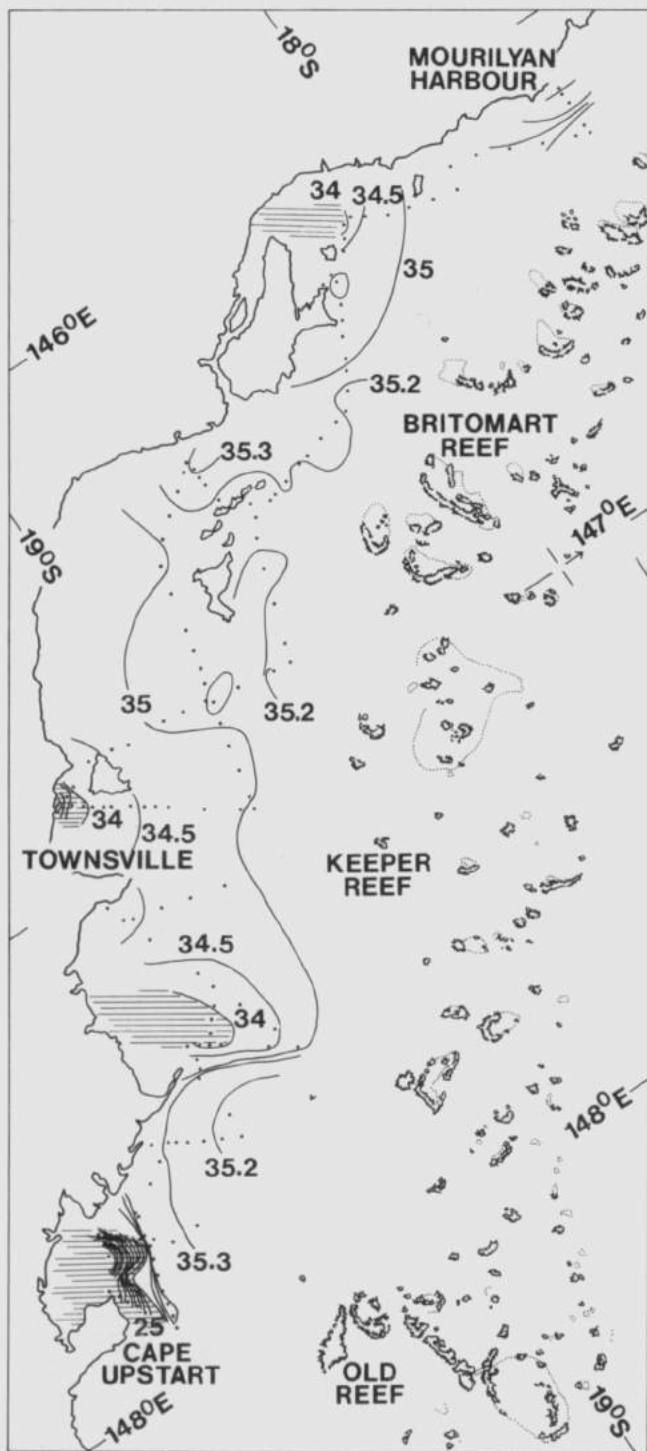 18°S
MOURILYAN
HARBOUR
34
34.5
35
146°E
35.2
BRITOMART
REEF
35.3
19°S
147°E
35
35.2
34
34.5
TOWNSVILLE
KEEPER
REEF
34.5
34
148°E
35.2
35.3
25
CAPE
UPSTART
OLD
REEF
148°E
19°S